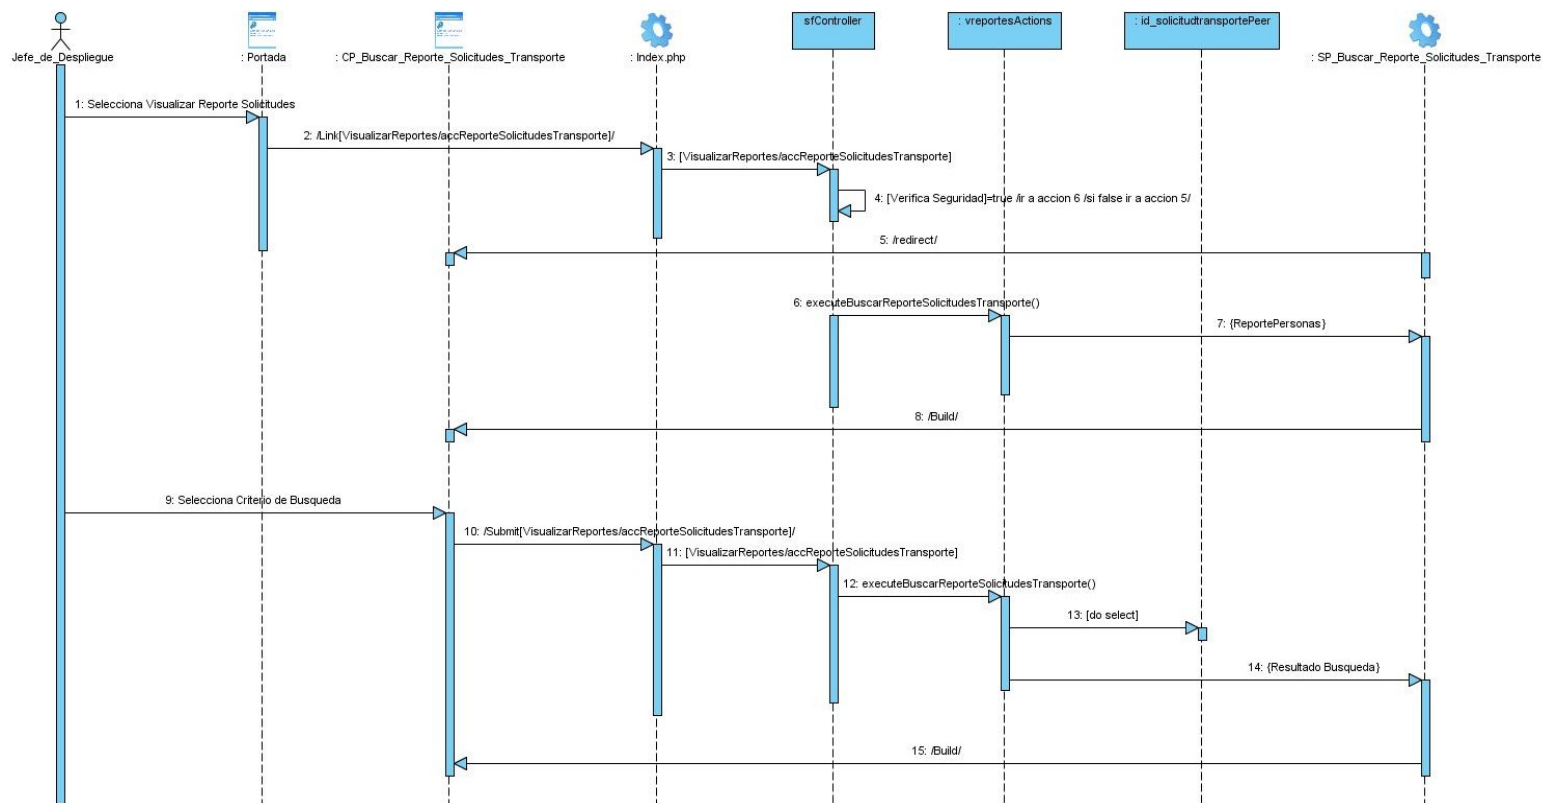 sfController
: vreportesActions
: id_solicitudtransportePeer
Jefe_de_Despliegue
: Portada
: CP_Buscar_Reporte_Solicitudes_Transporte
: Index.php
: SP_Buscar_Reporte_Solicitudes_Transporte
1: Selecciona Visualizar Reporte Solicitudes
2: /Link[VisualizarReportes/accReporteSolicitudesTransporte]/
3: [VisualizarReportes/accReporteSolicitudesTransporte]
4: [Verifica Seguridad]=true /ir a accion 6 /si false ir a accion 5/
5: /redirect/
6: executeBuscarReporteSolicitudesTransporte()
7: {ReportePersonas}
8: /Build/
9: Selecciona Criterio de Busqueda
10: /Submit[VisualizarReportes/accReporteSolicitudesTransporte]/
11: [VisualizarReportes/accReporteSolicitudesTransporte]
12: executeBuscarReporteSolicitudesTransporte()
13: [do select]
14: {Resultado Busqueda}
15: /Build/